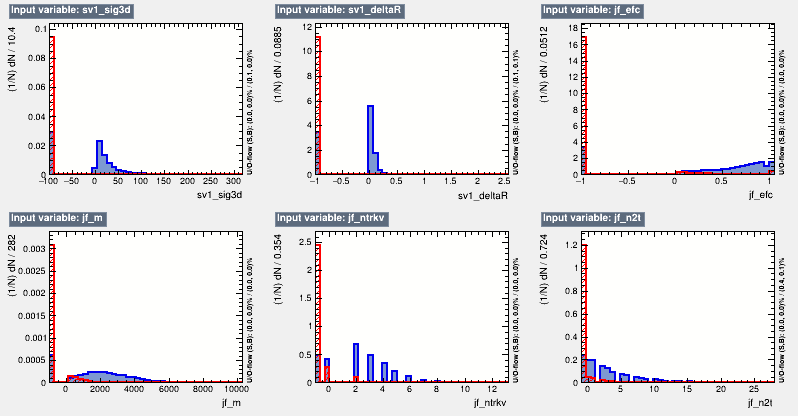 Input variable: sv1_sig3d
(1/N) dN / 10.4
0.1
0.08
0.06
0.04
0.02
0
−100 −50 0 50 100 150 200 250 300
sv1_sig3d
U/O-flow (S,B): (0.0, 0.0)% / (0.1, 0.0)%
Input variable: sv1_deltaR
(1/N) dN / 0.0885
12
10
8
6
4
2
0
−1 −0.5 0 0.5 1 1.5 2 2.5
sv1_deltaR
U/O-flow (S,B): (0.0, 0.0)% / (0.1, 0.1)%
Input variable: jf_efc
(1/N) dN / 0.0512
18
16
14
12
10
8
6
4
2
0
−1 −0.5 0 0.5 1
jf_efc
U/O-flow (S,B): (0.0, 0.0)% / (0.0, 0.0)%
Input variable: jf_m
(1/N) dN / 282
0.003
0.0025
0.002
0.0015
0.001
0.0005
0
0 2000 4000 6000 8000 10000
jf_m
U/O-flow (S,B): (0.0, 0.0)% / (0.0, 0.0)%
Input variable: jf_ntrkv
(1/N) dN / 0.354
2.5
2
1.5
1
0.5
0
0 2 4 6 8 10 12
jf_ntrkv
U/O-flow (S,B): (0.0, 0.0)% / (0.0, 0.0)%
Input variable: jf_n2t
(1/N) dN / 0.724
1.2
1
0.8
0.6
0.4
0.2
0
0 5 10 15 20 25
jf_n2t
U/O-flow (S,B): (0.0, 0.0)% / (0.4, 0.1)%